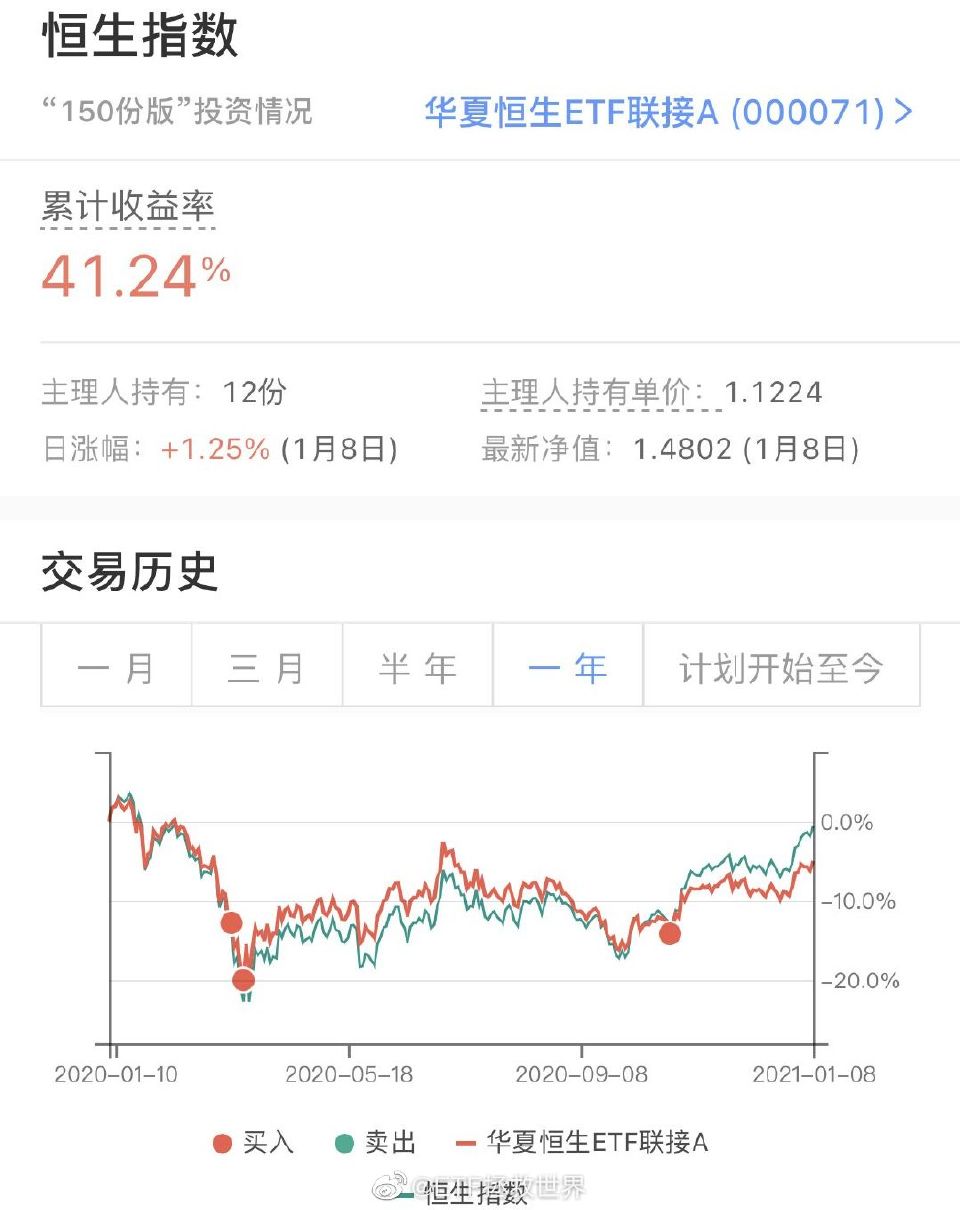 恒生指数
“150份版”投资情况
华夏恒生ETF联接A (000071) >
累计收益率
41.24%
主理人持有： 12份
主理人持有单价： 1.1224
日涨幅： +1.25% (1月8日)
最新净值： 1.4802 (1月8日)
交易历史
一月 三月 半年 一年 计划开始至今
0.0%
-10.0%
-20.0%
2020-01-10 2020-05-18 2020-09-08 2021-01-08
买入 卖出 华夏恒生ETF联接A
恒生指数
@ETF拯救世界